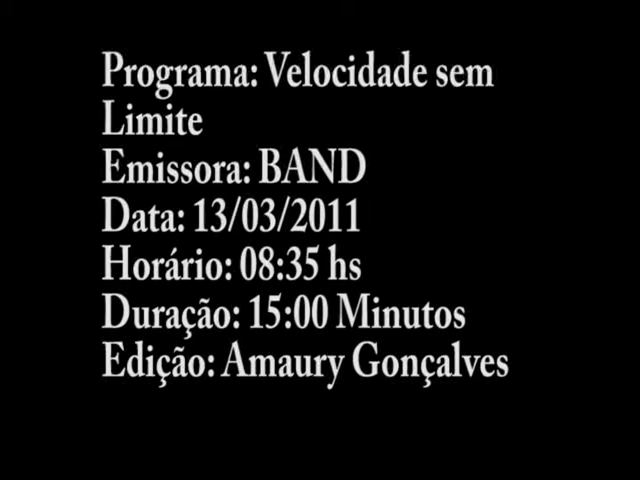 Programa: Velocidade sem
Limite
Emissora: BAND
Data: 13/03/2011
Horário: 08:35 hs
Duração: 15:00 Minutos
Edição: Amaury Gonçalves